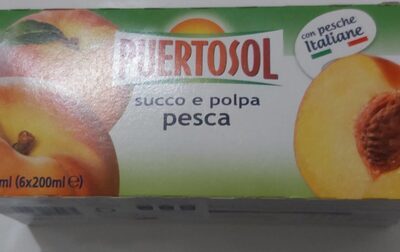 PUERTOSOL
con pesche
Italiane
succo e polpa
pesca
ml (6x200ml ℮)